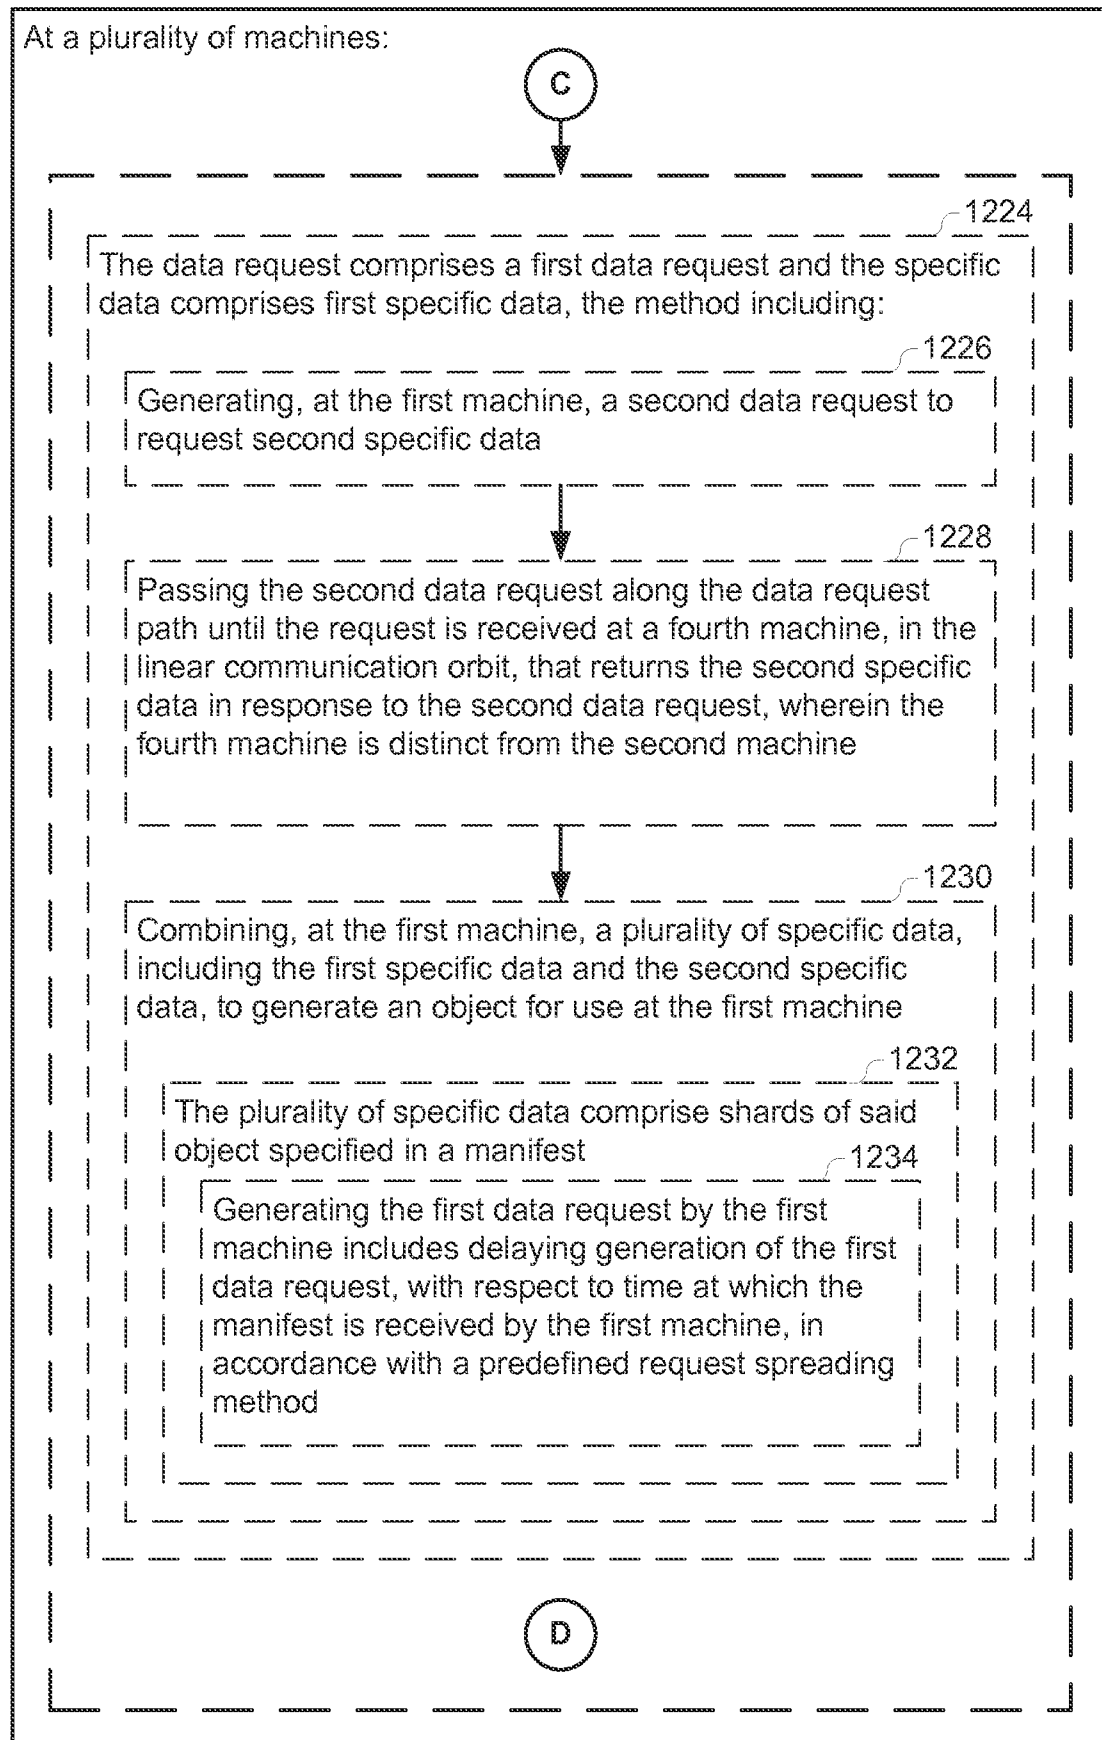 At a plurality of machines:
C
1224
The data request comprises a first data request and the specific
data comprises first specific data, the method including:
1226
Generating, at the first machine, a second data request to
request second specific data
1228
Passing the second data request along the data request
path until the request is received at a fourth machine, in the
linear communication orbit, that returns the second specific
data in response to the second data request, wherein the
fourth machine is distinct from the second machine
1230
Combining, at the first machine, a plurality of specific data,
including the first specific data and the second specific
data, to generate an object for use at the first machine
1232
The plurality of specific data comprise shards of said
object specified in a manifest
1234
Generating the first data request by the first
machine includes delaying generation of the first
data request, with respect to time at which the
manifest is received by the first machine, in
accordance with a predefined request spreading
method
D